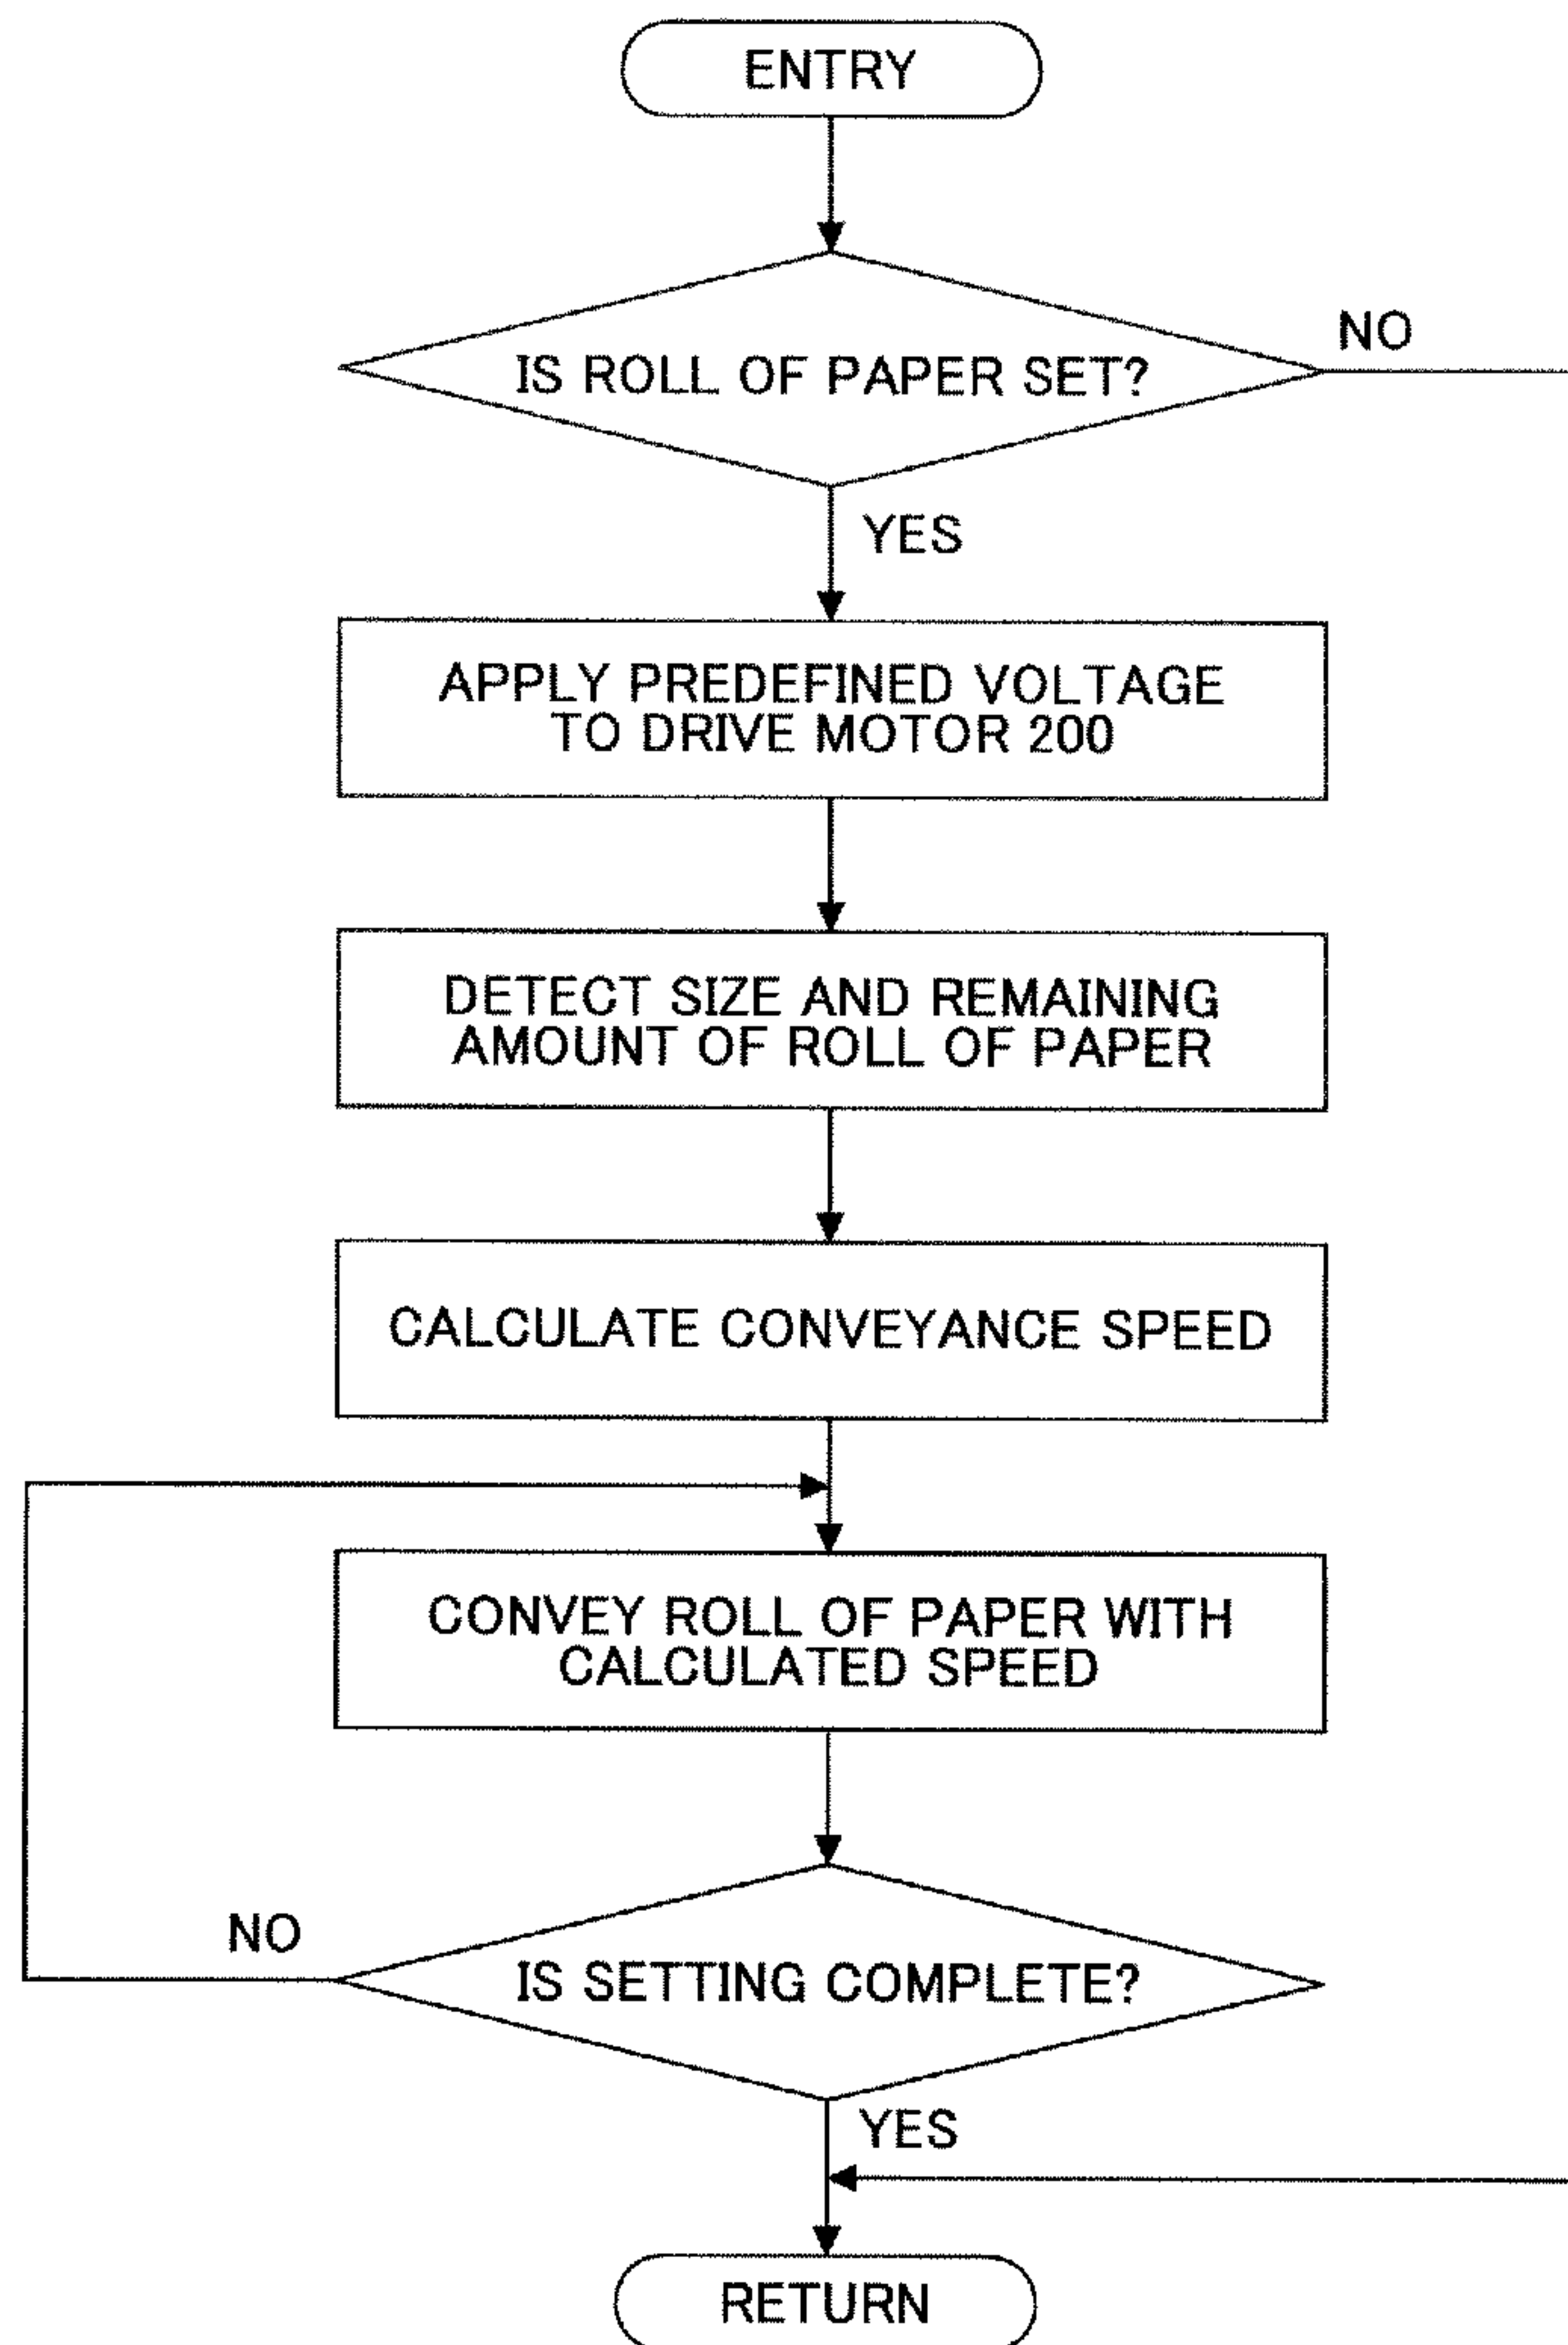 ENTRY
IS ROLL OF PAPER SET?
NO
YES
APPLY PREDEFINED VOLTAGE
TO DRIVE MOTOR 200
DETECT SIZE AND REMAINING
AMOUNT OF ROLL OF PAPER
CALCULATE CONVEYANCE SPEED
CONVEY ROLL OF PAPER WITH
CALCULATED SPEED
NO
IS SETTING COMPLETE?
YES
RETURN